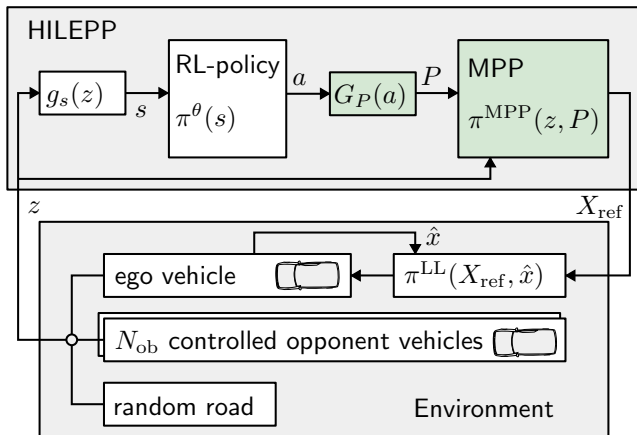 HILEPP
g_s(z)
s
RL-policy
π^θ(s)
a
G_P(a)
P
MPP
π^MPP(z, P)
z
X_ref
x̂
ego vehicle
π^LL(X_ref, x̂)
N_ob controlled opponent vehicles
random road
Environment